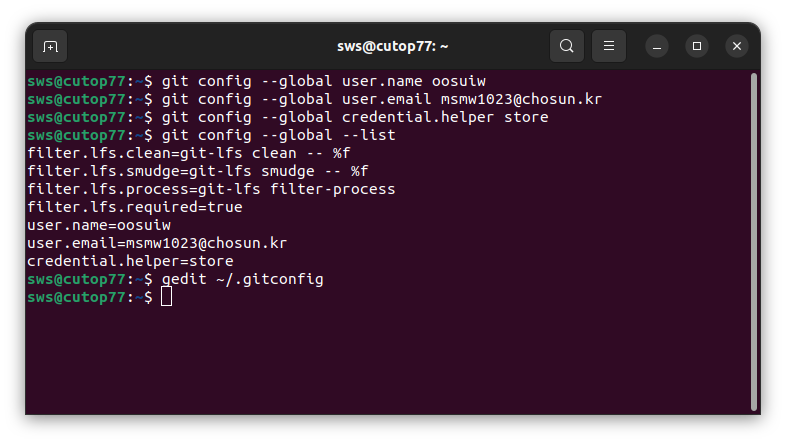 sws@cutop77: ~
sws@cutop77:~$ git config --global user.name oosuiw
sws@cutop77:~$ git config --global user.email msmw1023@chosun.kr
sws@cutop77:~$ git config --global credential.helper store
sws@cutop77:~$ git config --global --list
filter.lfs.clean=git-lfs clean -- %f
filter.lfs.smudge=git-lfs smudge -- %f
filter.lfs.process=git-lfs filter-process
filter.lfs.required=true
user.name=oosuiw
user.email=msmw1023@chosun.kr
credential.helper=store
sws@cutop77:~$ gedit ~/.gitconfig
sws@cutop77:~$